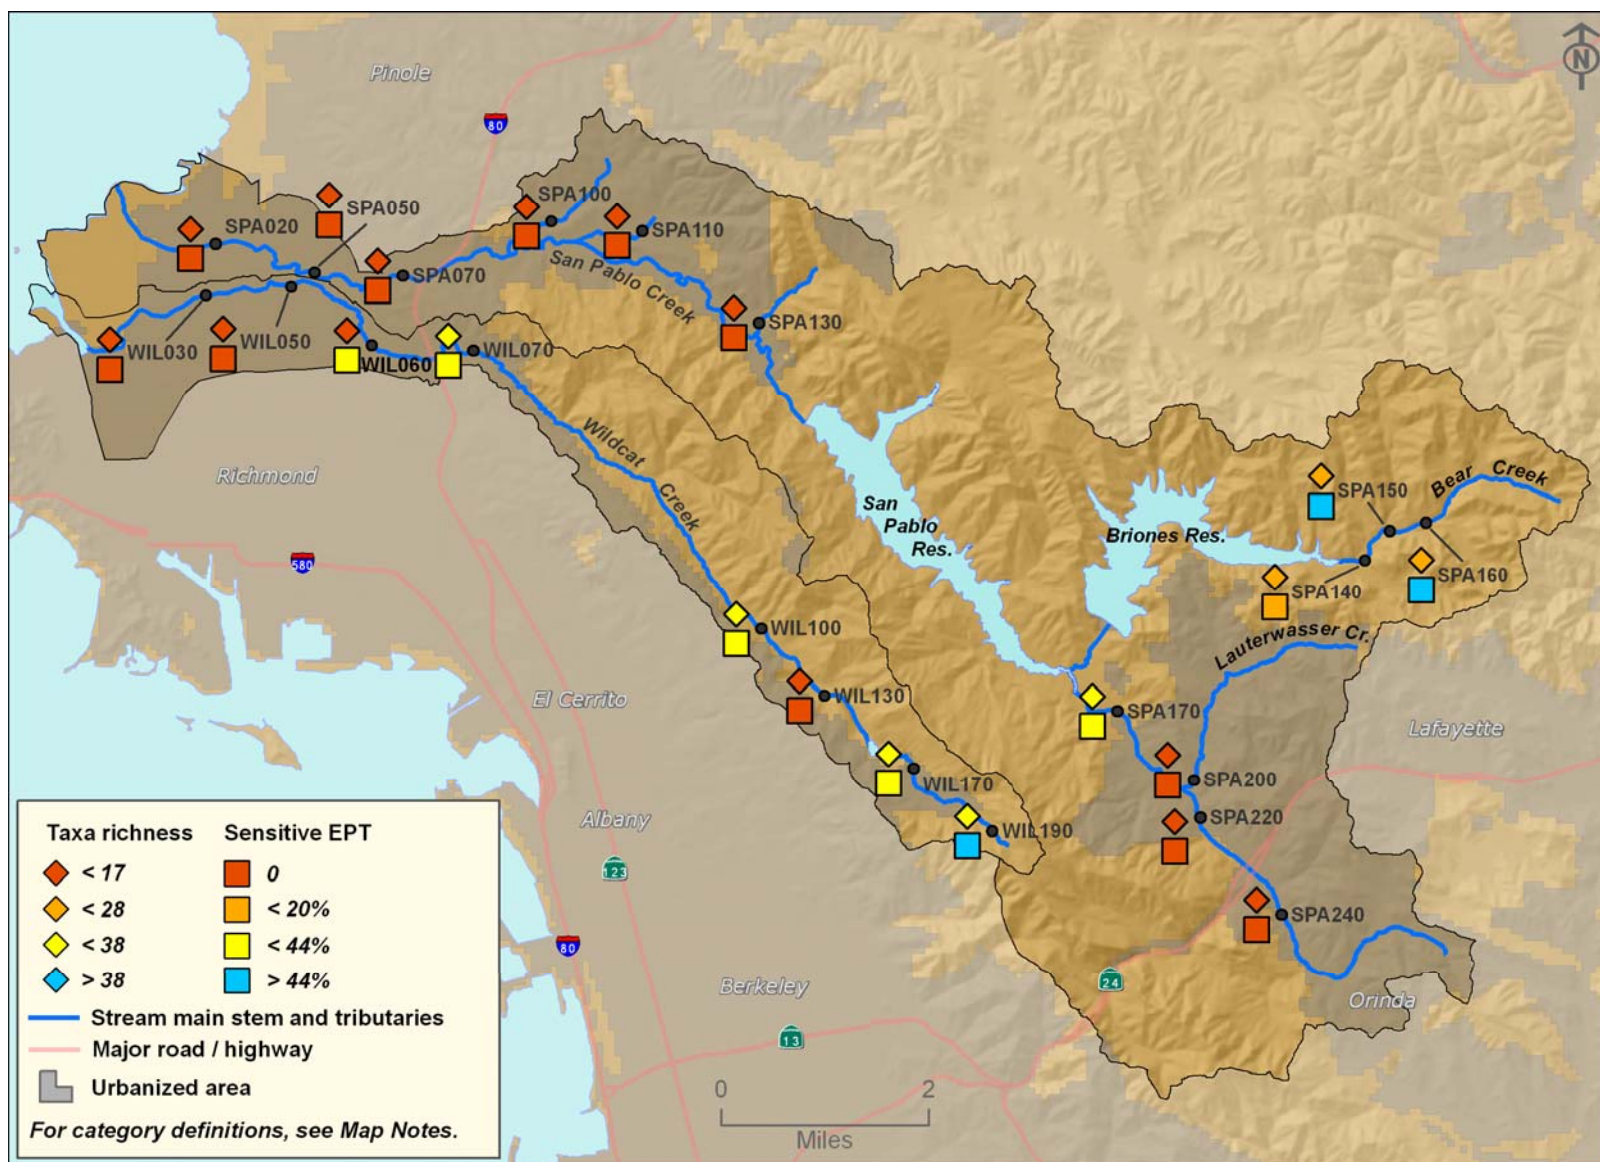 N
Pinole
80
SPA100
SPA050
SPA020
SPA110
SPA070
San Pablo Creek
SPA130
WIL030
WIL050
WIL060
WIL070
Wildcat
Creek
Richmond
580
San
Pablo
Res.
Briones Res.
SPA150
Bear Creek
SPA160
SPA140
Lauterwasser Cr.
WIL100
WIL130
El Cerrito
SPA170
Lafayette
WIL170
SPA200
SPA220
WIL190
Albany
123
80
SPA240
Berkeley
24
Orinda
13
Taxa richness Sensitive EPT
< 17 0
< 28 < 20%
< 38 < 44%
> 38 > 44%
Stream main stem and tributaries
Major road / highway
Urbanized area
For category definitions, see Map Notes.
0 2
Miles